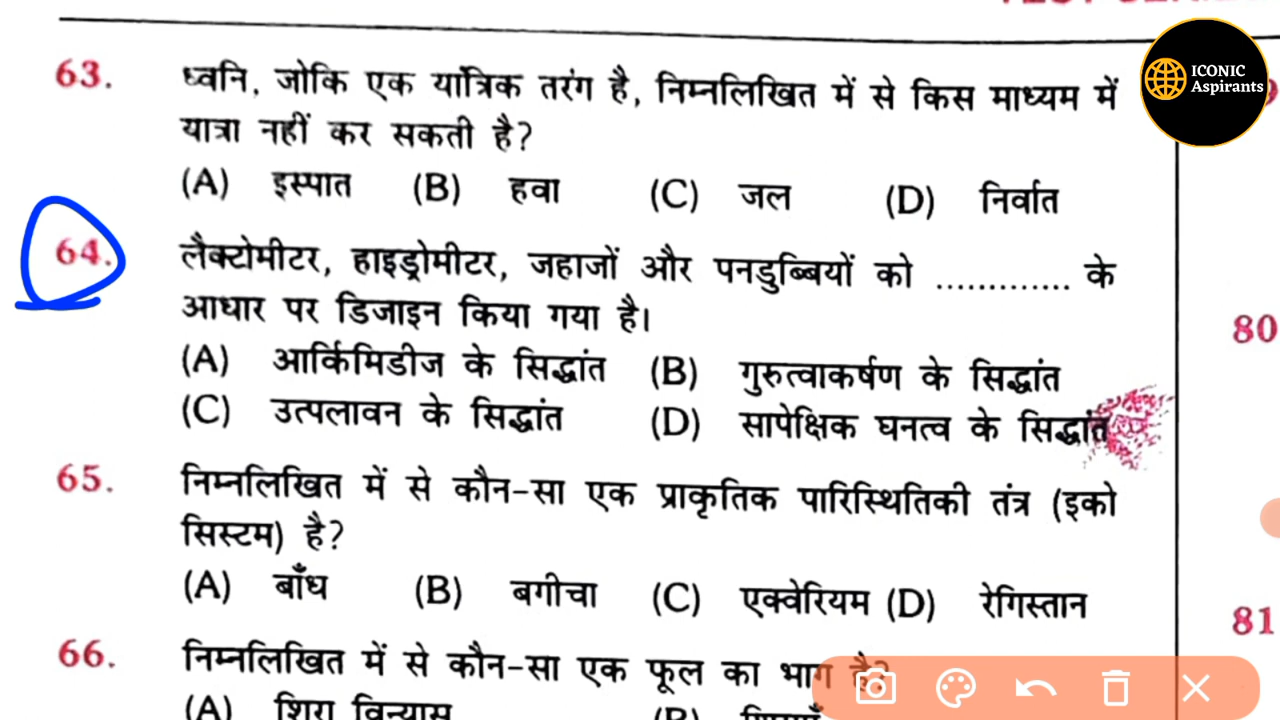 63. ध्वनि, जोकि एक यांत्रिक तरंग है, निम्नलिखित में से किस माध्यम में
यात्रा नहीं कर सकती है?
(A) इस्पात (B) हवा (C) जल (D) निर्वात
64. लैक्टोमीटर, हाइड्रोमीटर, जहाजों और पनडुब्बियों को ............. के
आधार पर डिजाइन किया गया है।
(A) आर्किमिडीज के सिद्धांत (B) गुरुत्वाकर्षण के सिद्धांत
(C) उत्पलावन के सिद्धांत (D) सापेक्षिक घनत्व के सिद्धांत
65. निम्नलिखित में से कौन-सा एक प्राकृतिक पारिस्थितिकी तंत्र (इको
सिस्टम) है?
(A) बाँध (B) बगीचा (C) एक्वेरियम (D) रेगिस्तान
66. निम्नलिखित में से कौन-सा एक फूल का भाग है?
(A) शिरा विन्यास (B)
80
81
ICONIC
Aspirants